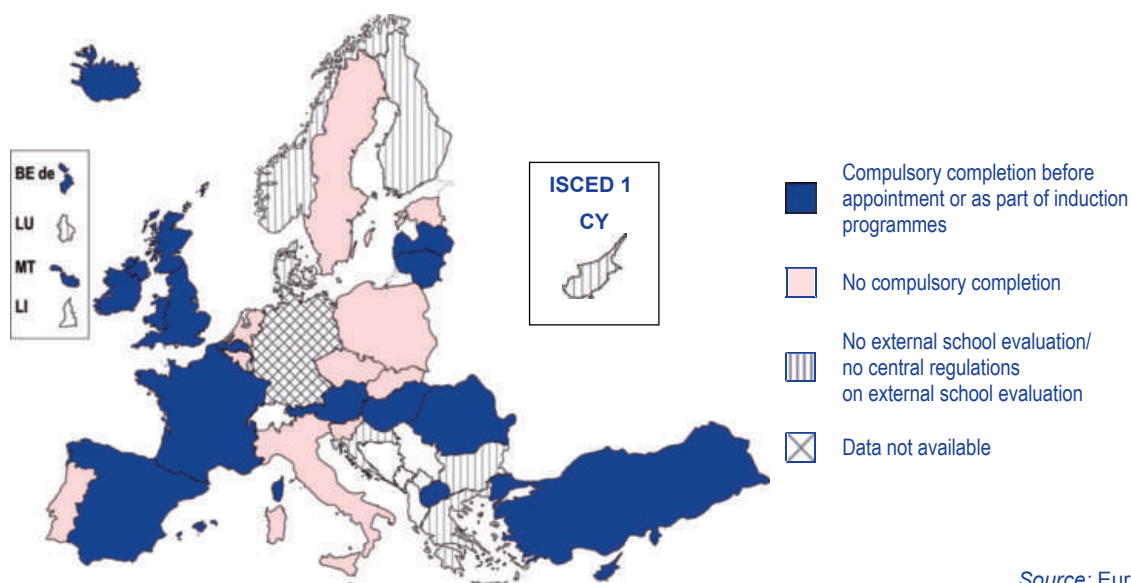 BE de
LU
MT
LI
ISCED 1
CY
Compulsory completion before
appointment or as part of induction
programmes
No compulsory completion
No external school evaluation/
no central regulations
on external school evaluation
Data not available
Source: Eur